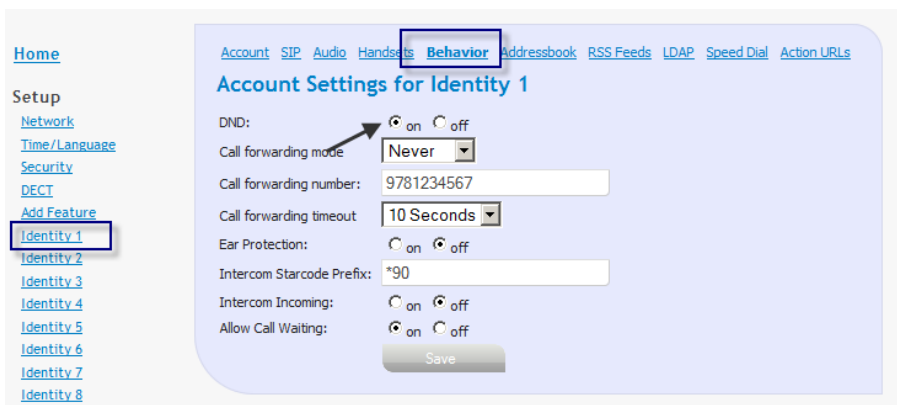 Home
Setup
Network
Time/Language
Security
DECT
Add Feature
Identity 1
Identity 2
Identity 3
Identity 4
Identity 5
Identity 6
Identity 7
Identity 8
Account SIP Audio Handsets Behavior Addressbook RSS Feeds LDAP Speed Dial Action URLs
Account Settings for Identity 1
DND: on off
Call forwarding mode Never
Call forwarding number: 9781234567
Call forwarding timeout 10 Seconds
Ear Protection: on off
Intercom Starcode Prefix: *90
Intercom Incoming: on off
Allow Call Waiting: on off
Save